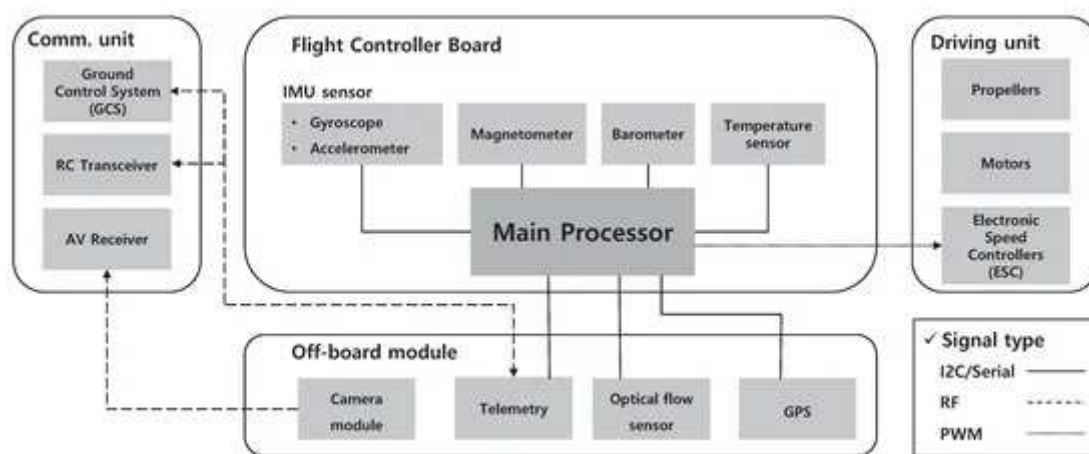 Comm. unit
Ground
Control System
(GCS)
RC Transceiver
AV Receiver
Flight Controller Board
IMU sensor
• Gyroscope
• Accelerometer
Magnetometer
Barometer
Temperature
sensor
Main Processor
Driving unit
Propellers
Motors
Electronic
Speed
Controllers
(ESC)
Off-board module
Camera
module
Telemetry
Optical flow
sensor
GPS
✓ Signal type
I2C/Serial
RF
PWM